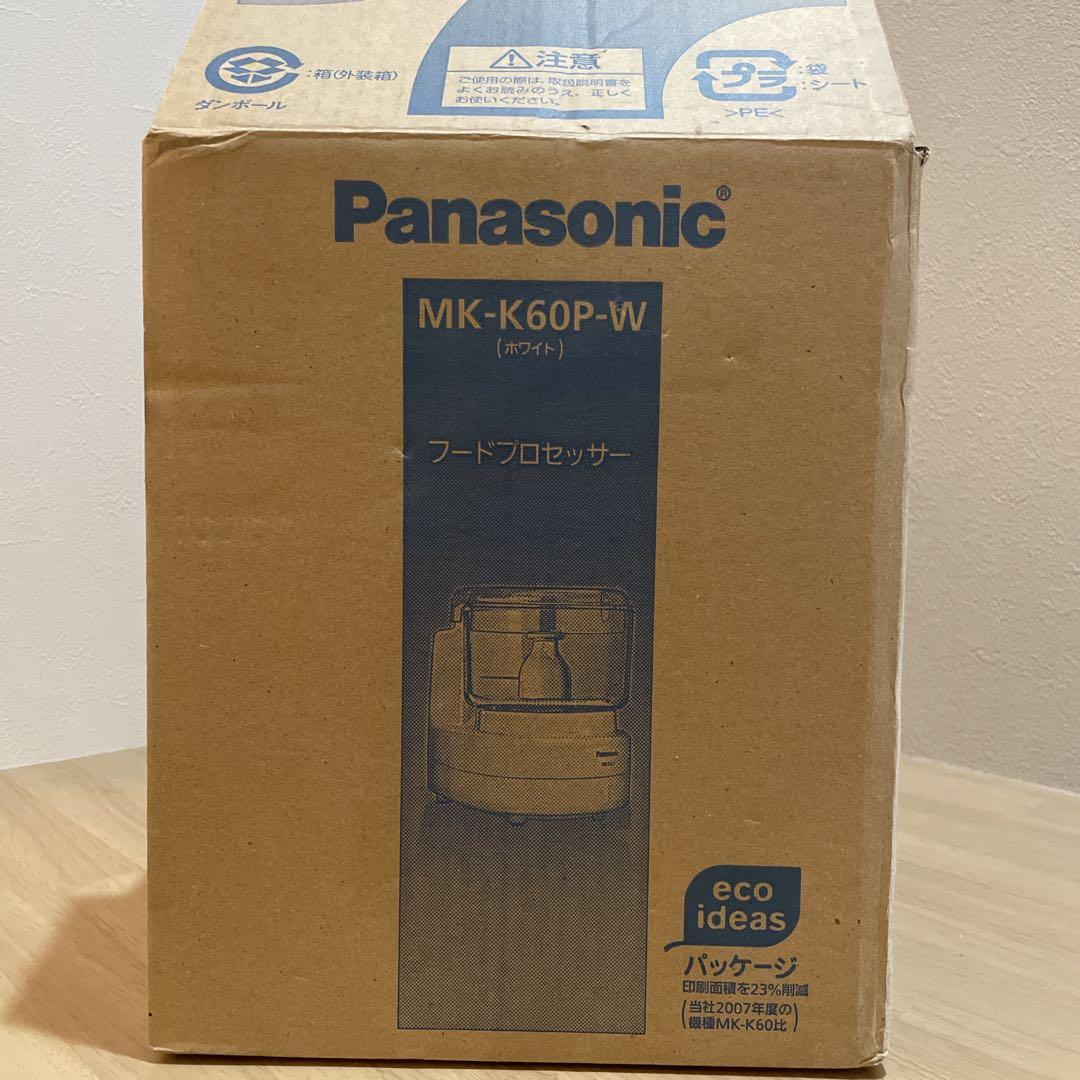 :箱(外装箱)
ダンボール
⚠注意
ご使用の際は、取扱説明書を
よくお読みのうえ、正しく
お使いください。
プラ
:袋
:シート
>PE<
Panasonic®
MK-K60P-W
(ホワイト)
フードプロセッサー
Panasonic
eco
ideas
パッケージ
印刷面積を23%削減
(当社2007年度の
機種MK-K60比)